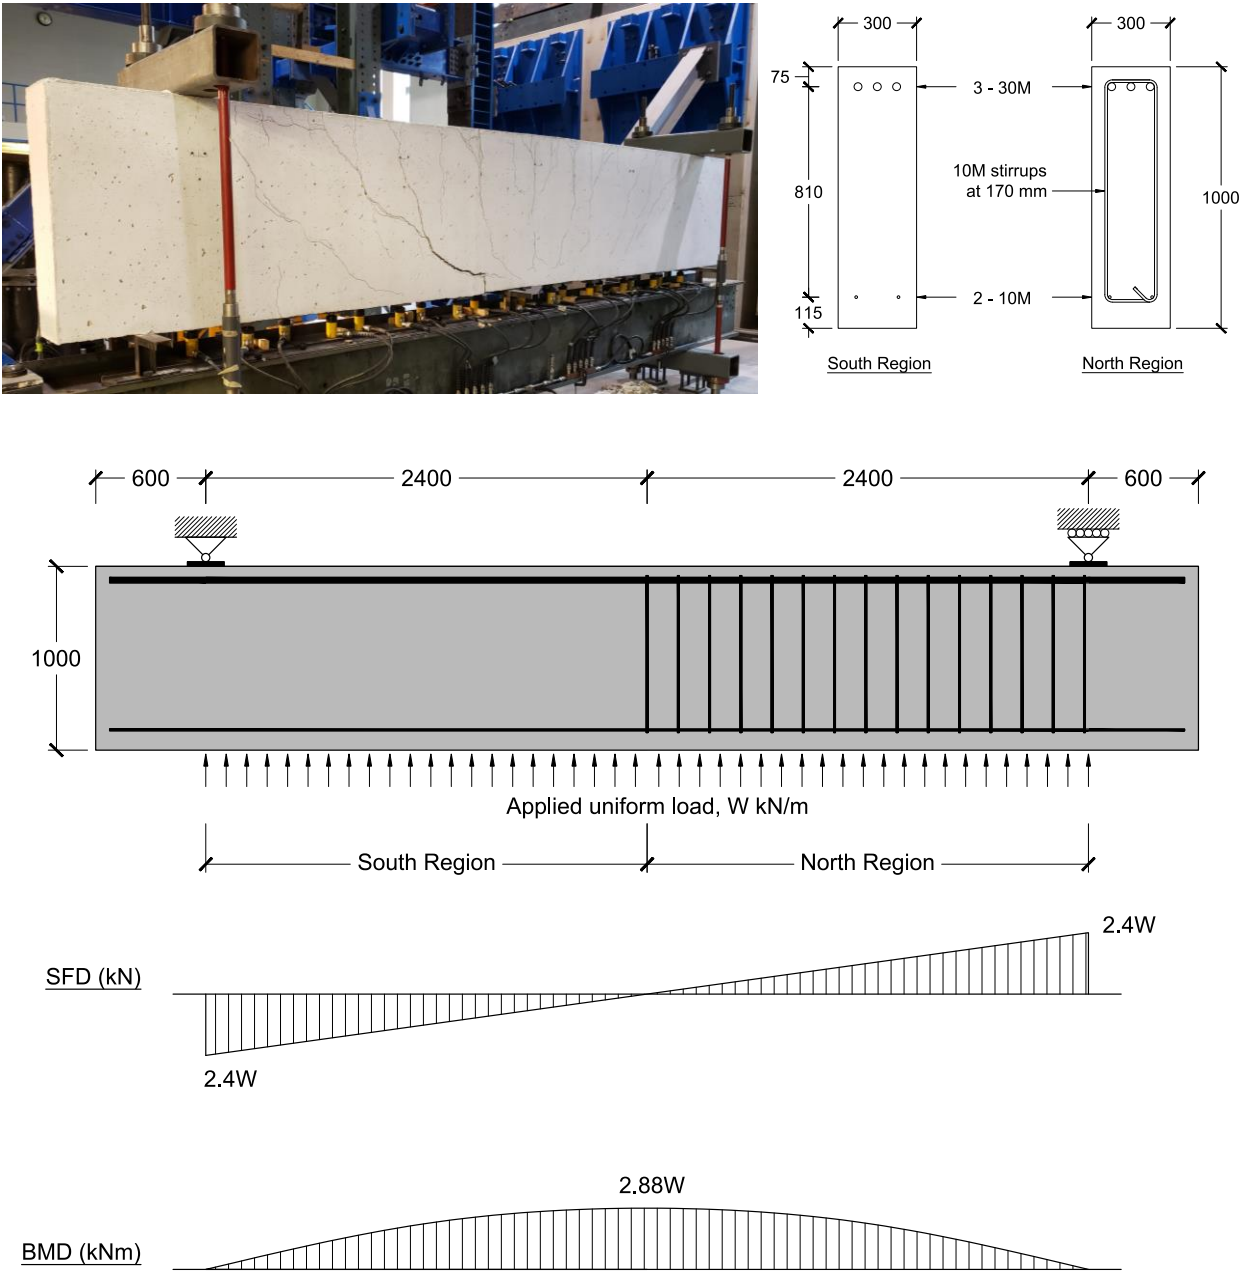 300
300
75
3 - 30M
10M stirrups
at 170 mm
810
1000
2 - 10M
115
South Region
North Region
600
2400
2400
600
1000
Applied uniform load, W kN/m
South Region
North Region
2.4W
SFD (kN)
2.4W
2.88W
BMD (kNm)